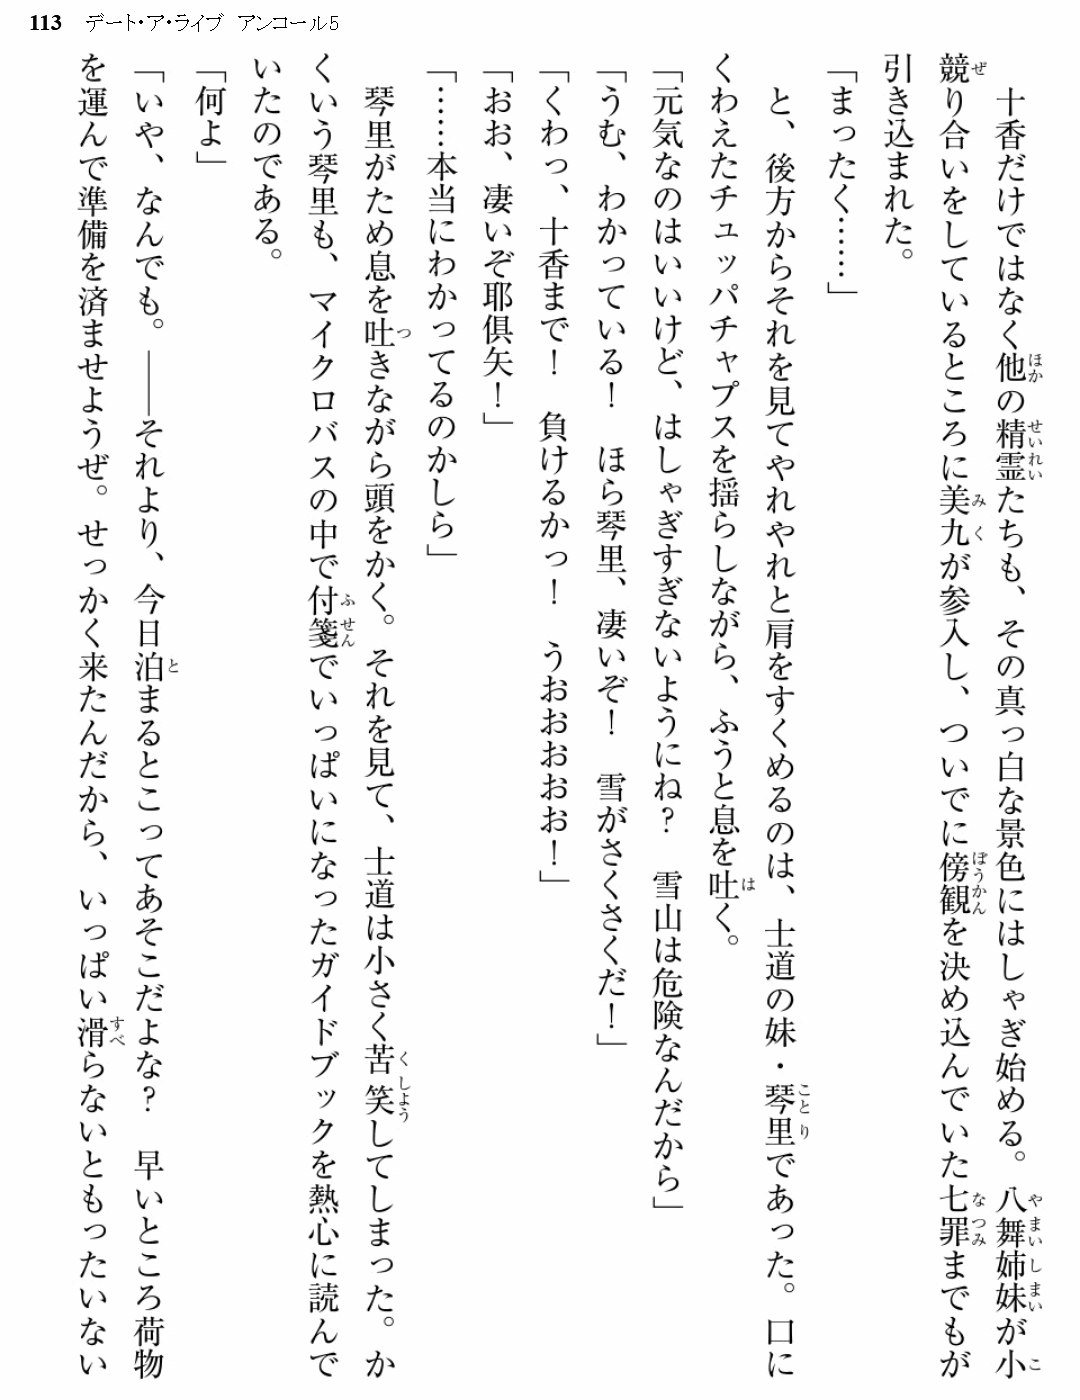 113 デート・ア・ライブ アンコール5
　十香だけではなく他の精霊たちも、その真っ白な景色にはしゃぎ始める。八舞姉妹が小
競り合いをしているところに美九が参入し、ついでに傍観を決め込んでいた七罪までもが
引き込まれた。
「まったく……」
　と、後方からそれを見てやれやれと肩をすくめるのは、士道の妹・琴里であった。口に
くわえたチュッパチャプスを揺らしながら、ふうと息を吐く。
「元気なのはいいけど、はしゃぎすぎないようにね？　雪山は危険なんだから」
「うむ、わかっている！　ほら琴里、凄いぞ！　雪がさくさくだ！」
「くわっ、十香まで！　負けるかっ！　うおおおおお！」
「おお、凄いぞ耶倶矢！」
「……本当にわかってるのかしら」
　琴里がため息を吐きながら頭をかく。それを見て、士道は小さく苦笑してしまった。か
くいう琴里も、マイクロバスの中で付箋でいっぱいになったガイドブックを熱心に読んで
いたのである。
「何よ」
「いや、なんでも。――それより、今日泊まるとこってあそこだよな？　早いところ荷物
を運んで準備を済ませようぜ。せっかく来たんだから、いっぱい滑らないともったいない